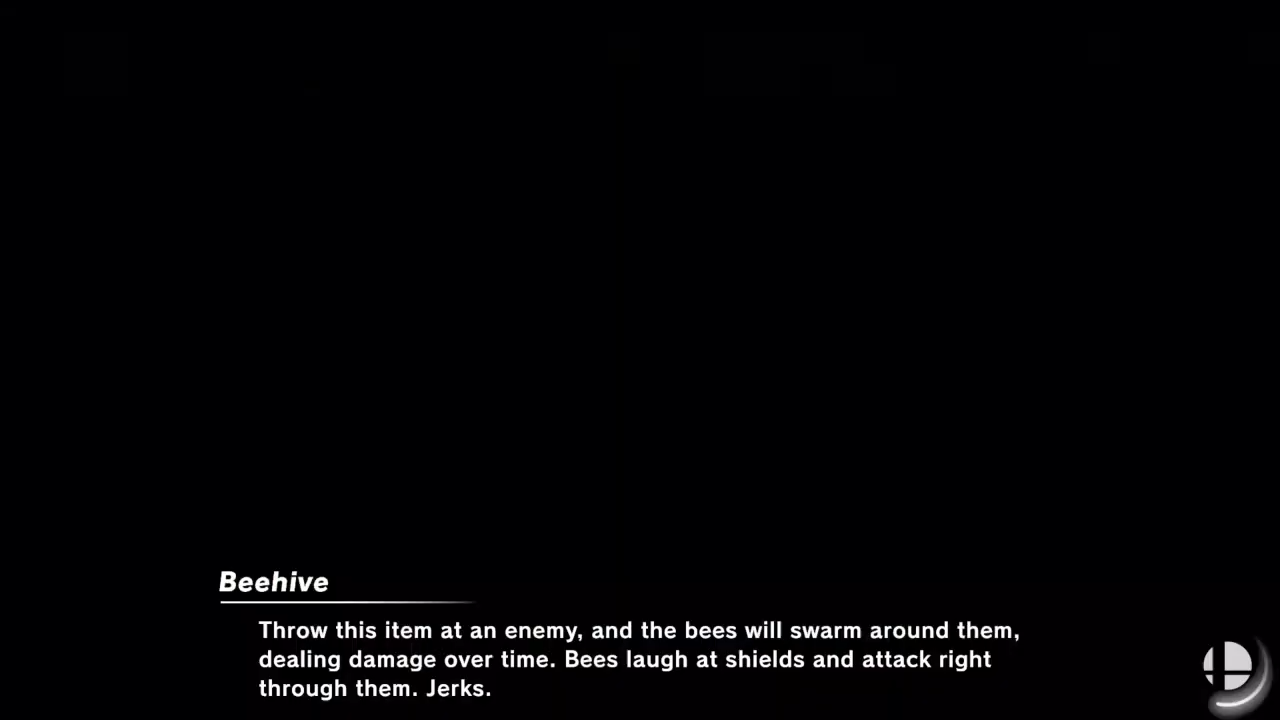 Beehive
Throw this item at an enemy, and the bees will swarm around them,
dealing damage over time. Bees laugh at shields and attack right
through them. Jerks.